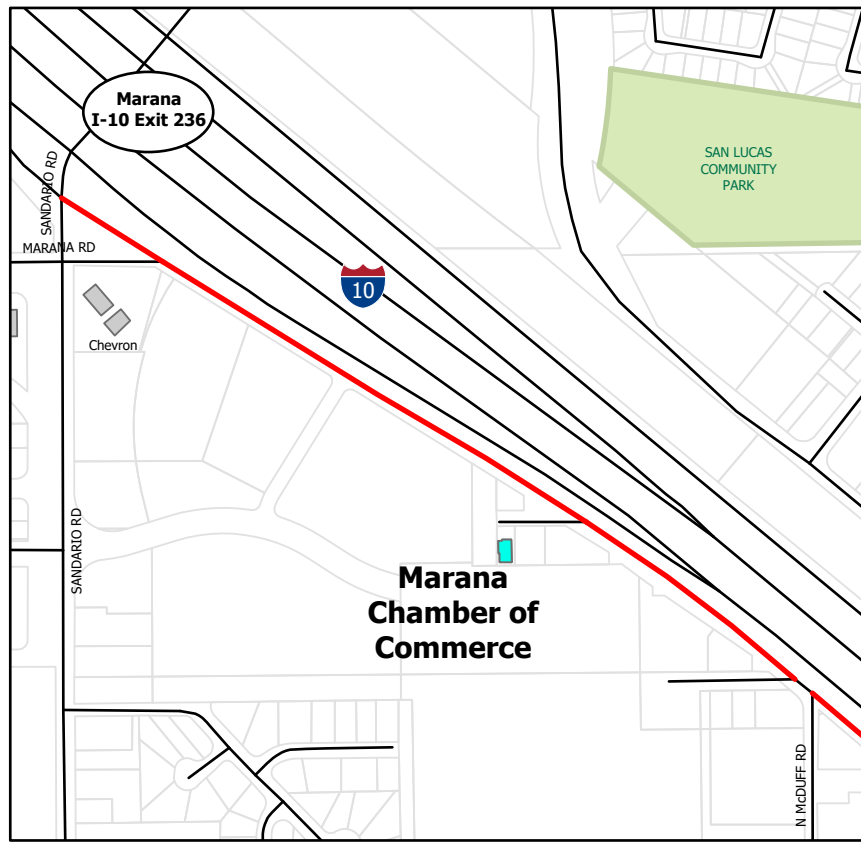 Marana
I-10 Exit 236
SANDARIO RD
MARANA RD
SAN LUCAS
COMMUNITY
PARK
10
Chevron
SANDARIO RD
Marana
Chamber of
Commerce
N McDUFF RD